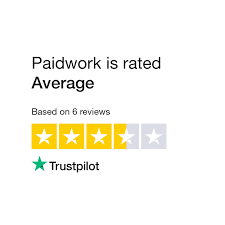 Paidwork is rated
Average
Based on 6 reviews
Trustpilot